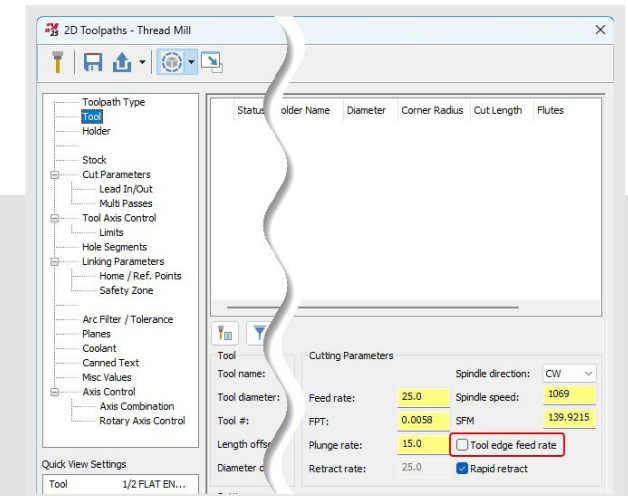 2D Toolpaths - Thread Mill
Toolpath Type
Tool
Holder
Stock
Cut Parameters
Lead In/Out
Multi Passes
Tool Axis Control
Limits
Hole Segments
Linking Parameters
Home / Ref. Points
Safety Zone
Arc Filter / Tolerance
Planes
Coolant
Canned Text
Misc Values
Axis Control
Axis Combination
Rotary Axis Control
Quick View Settings
Tool 1/2 FLAT EN...
Status older Name Diameter Corner Radius Cut Length Flutes
Tool Cutting Parameters
Tool name: Spindle direction: CW
Tool diameter: Feed rate: 25.0 Spindle speed: 1069
Tool #: FPT: 0.0058 SFM 139.9215
Length offse Plunge rate: 15.0 Tool edge feed rate
Diameter o Retract rate: 25.0 Rapid retract